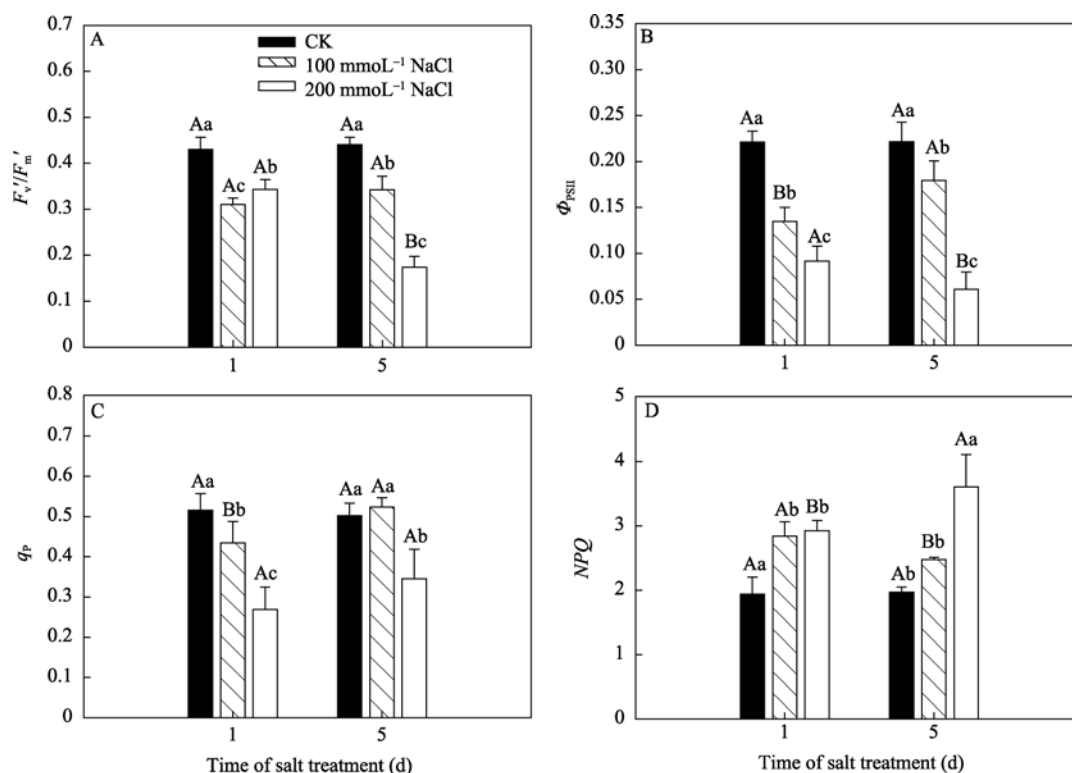 A
CK
100 mmoL⁻¹ NaCl
200 mmoL⁻¹ NaCl
0.7
0.6
0.5
0.4
0.3
0.2
0.1
0
Fᵥ′/Fₘ′
Aa
Ac
Ab
Aa
Ab
Bc
1
5
B
0.35
0.30
0.25
0.20
0.15
0.10
0.05
0
Φ_PSII
Aa
Bb
Ac
Aa
Ab
Bc
1
5
C
0.8
0.7
0.6
0.5
0.4
0.3
0.2
0.1
0
q_P
Aa
Bb
Ac
Aa
Aa
Ab
1
5
Time of salt treatment (d)
D
5
4
3
2
1
0
NPQ
Aa
Ab
Bb
Ab
Bb
Aa
1
5
Time of salt treatment (d)